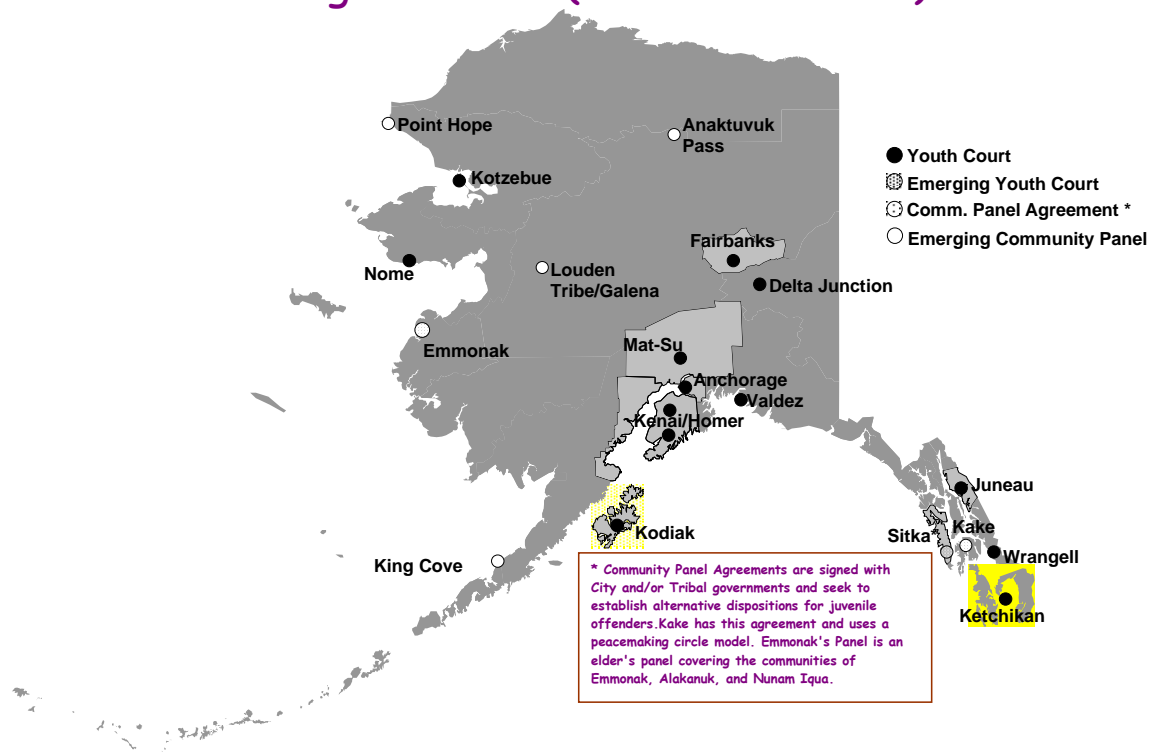 Point Hope
Anaktuvuk
Pass
Kotzebue
Youth Court
Emerging Youth Court
Comm. Panel Agreement *
Emerging Community Panel
Fairbanks
Nome
Louden
Tribe/Galena
Delta Junction
Emmonak
Mat-Su
Anchorage
Valdez
Kenai/Homer
Juneau
Kodiak
Sitka*
Kake
Wrangell
King Cove
Ketchikan
* Community Panel Agreements are signed with
City and/or Tribal governments and seek to
establish alternative dispositions for juvenile
offenders.Kake has this agreement and uses a
peacemaking circle model. Emmonak's Panel is an
elder's panel covering the communities of
Emmonak, Alakanuk, and Nunam Iqua.